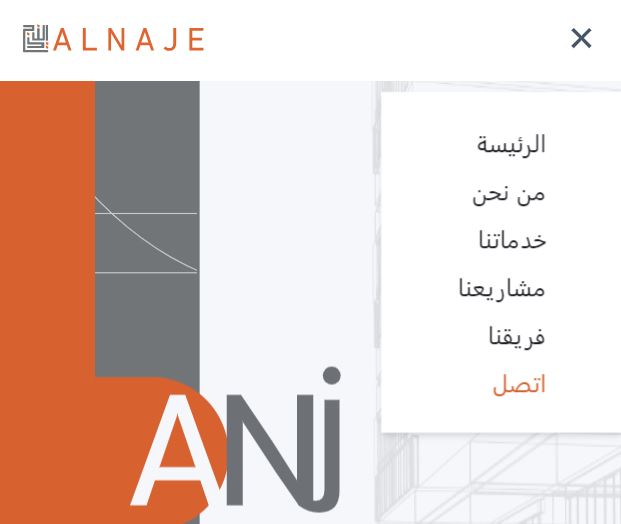 ALNAJE
الرئيسة
من نحن
خدماتنا
مشاريعنا
فريقنا
اتصل
ANJ